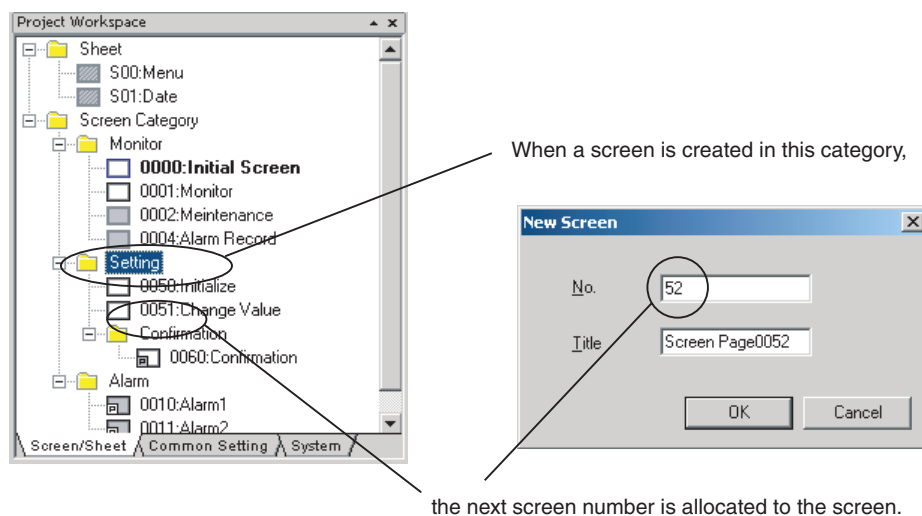 Project Workspace
Sheet
S00:Menu
S01:Date
Screen Category
Monitor
0000:Initial Screen
0001:Monitor
0002:Meintenance
0004:Alarm Record
Setting
0050:Initialize
0051:Change Value
Confirmation
0060:Confirmation
Alarm
0010:Alarm1
0011:Alarm2
Screen/Sheet Common Setting System
When a screen is created in this category,
New Screen
No. 52
Title Screen Page0052
OK Cancel
the next screen number is allocated to the screen.